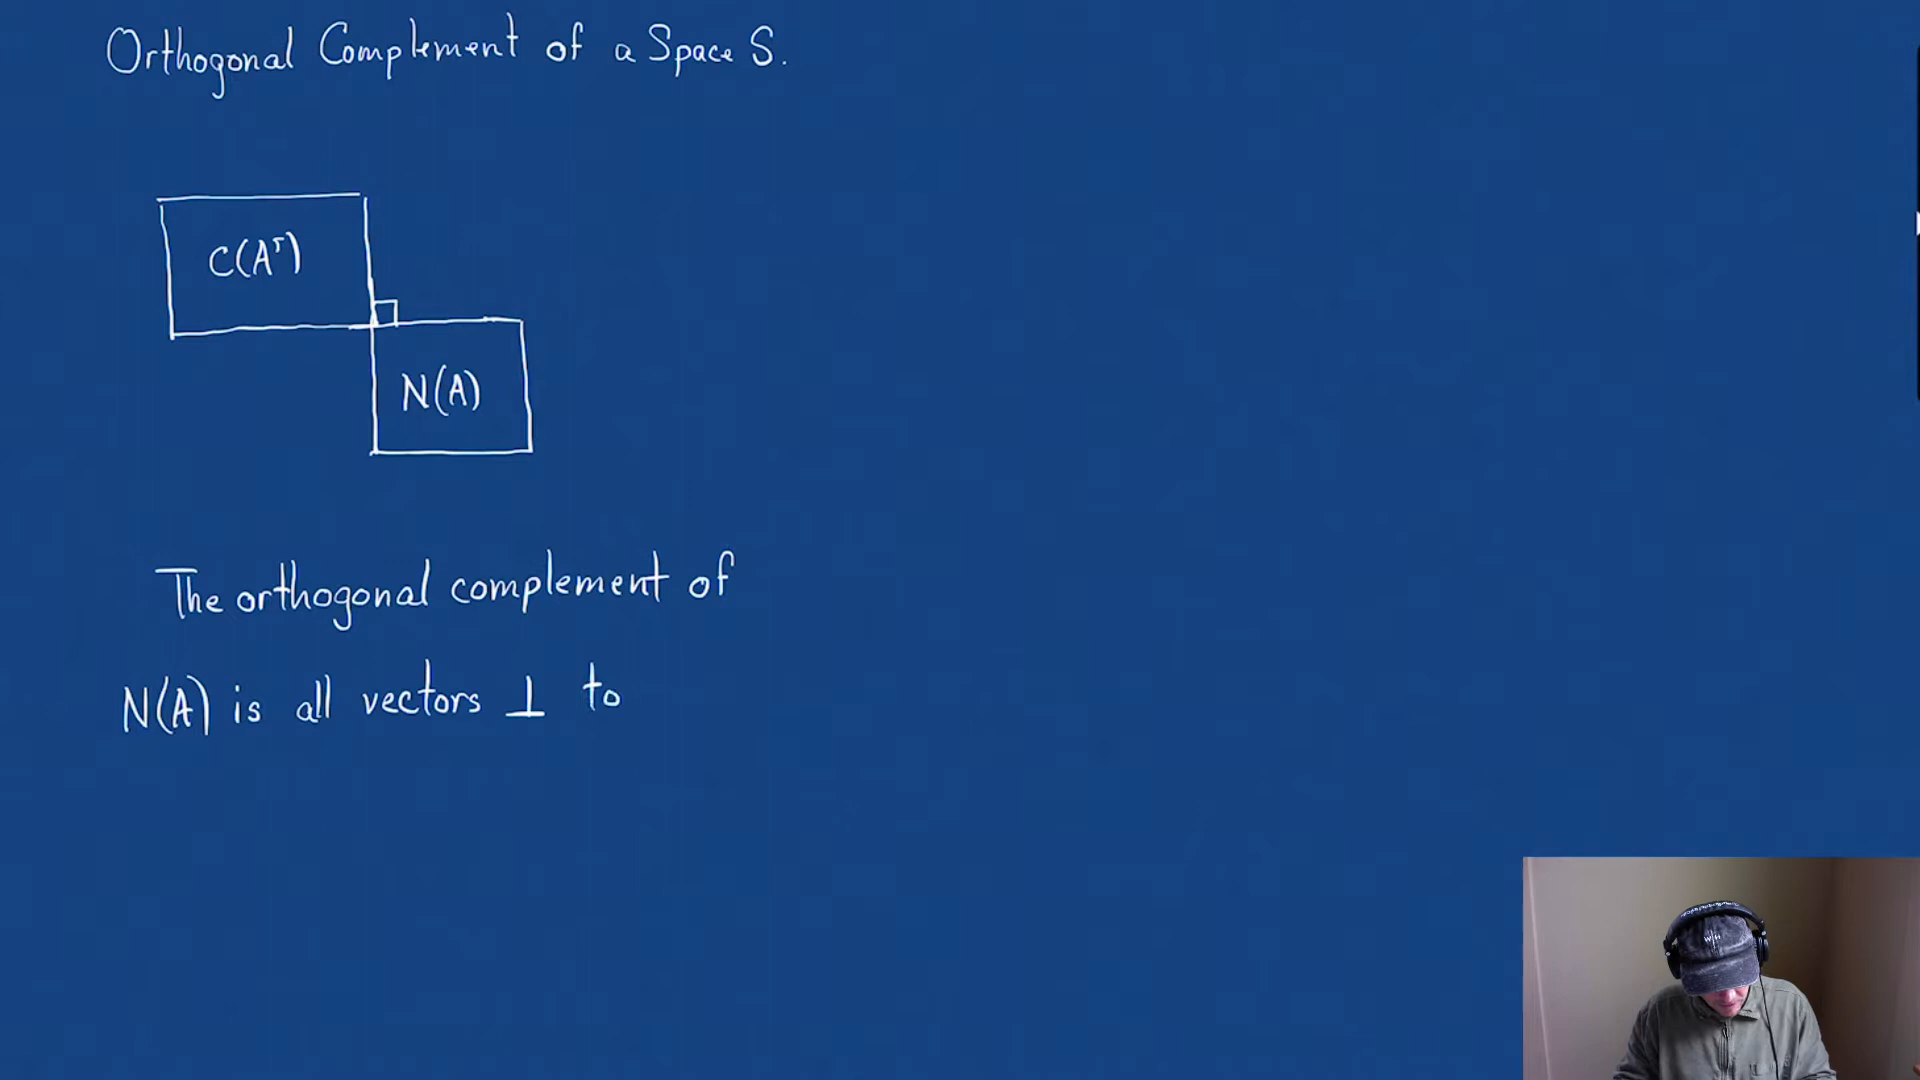 Orthogonal Complement of a Space S.
C(Aᵀ)
N(A)
The orthogonal complement of
N(A) is all vectors ⊥ to